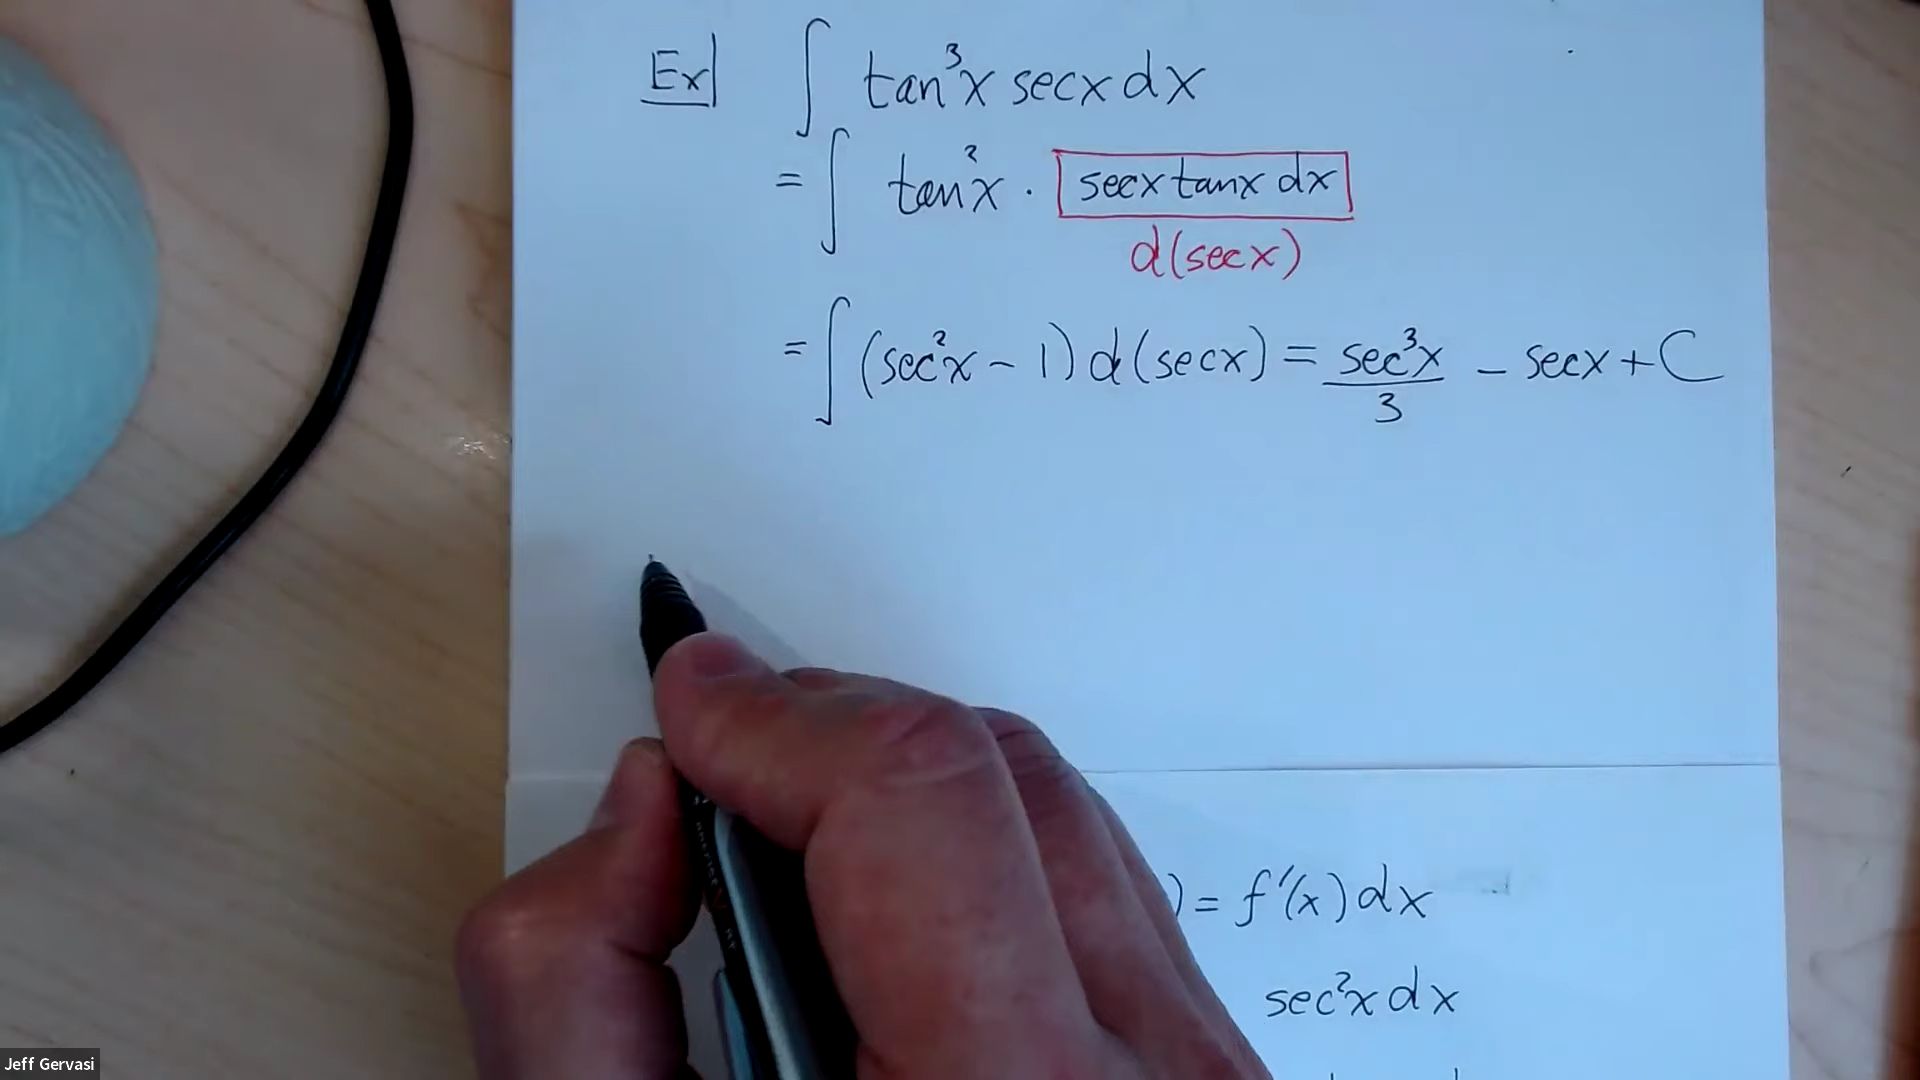 Ex| ∫ tan³x secx dx
= ∫ tan²x · secx tanx dx
d(secx)
= ∫ (sec²x − 1) d(secx) = sec³x/3 − secx + C
) = f'(x) dx
sec²x dx
Jeff Gervasi